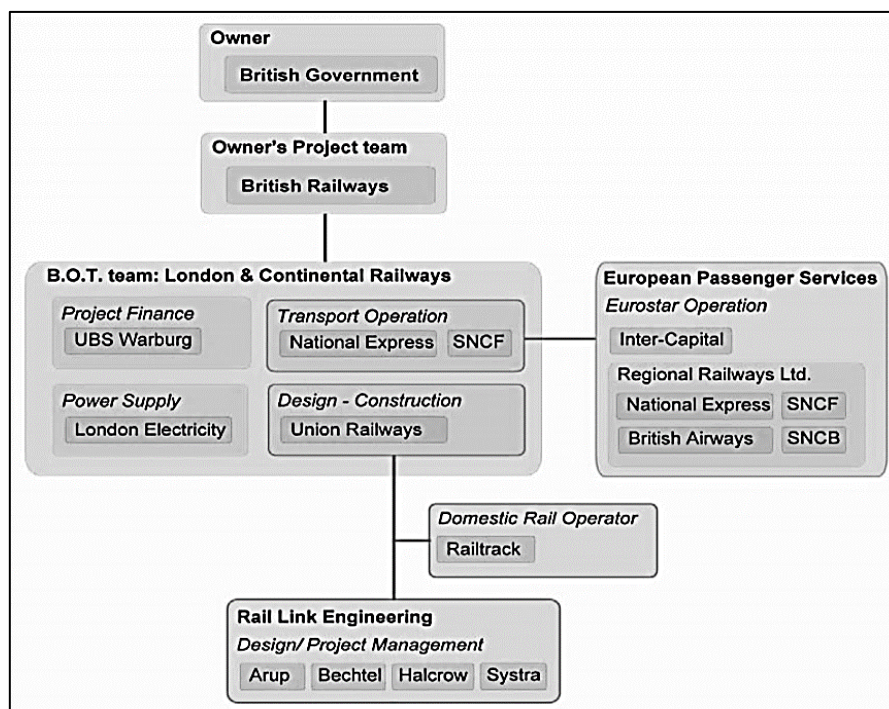 Owner
British Government
Owner's Project team
British Railways
B.O.T. team: London & Continental Railways
Project Finance
UBS Warburg
Transport Operation
National Express SNCF
Power Supply
London Electricity
Design - Construction
Union Railways
European Passenger Services
Eurostar Operation
Inter-Capital
Regional Railways Ltd.
National Express SNCF
British Airways SNCB
Domestic Rail Operator
Railtrack
Rail Link Engineering
Design/ Project Management
Arup Bechtel Halcrow Systra